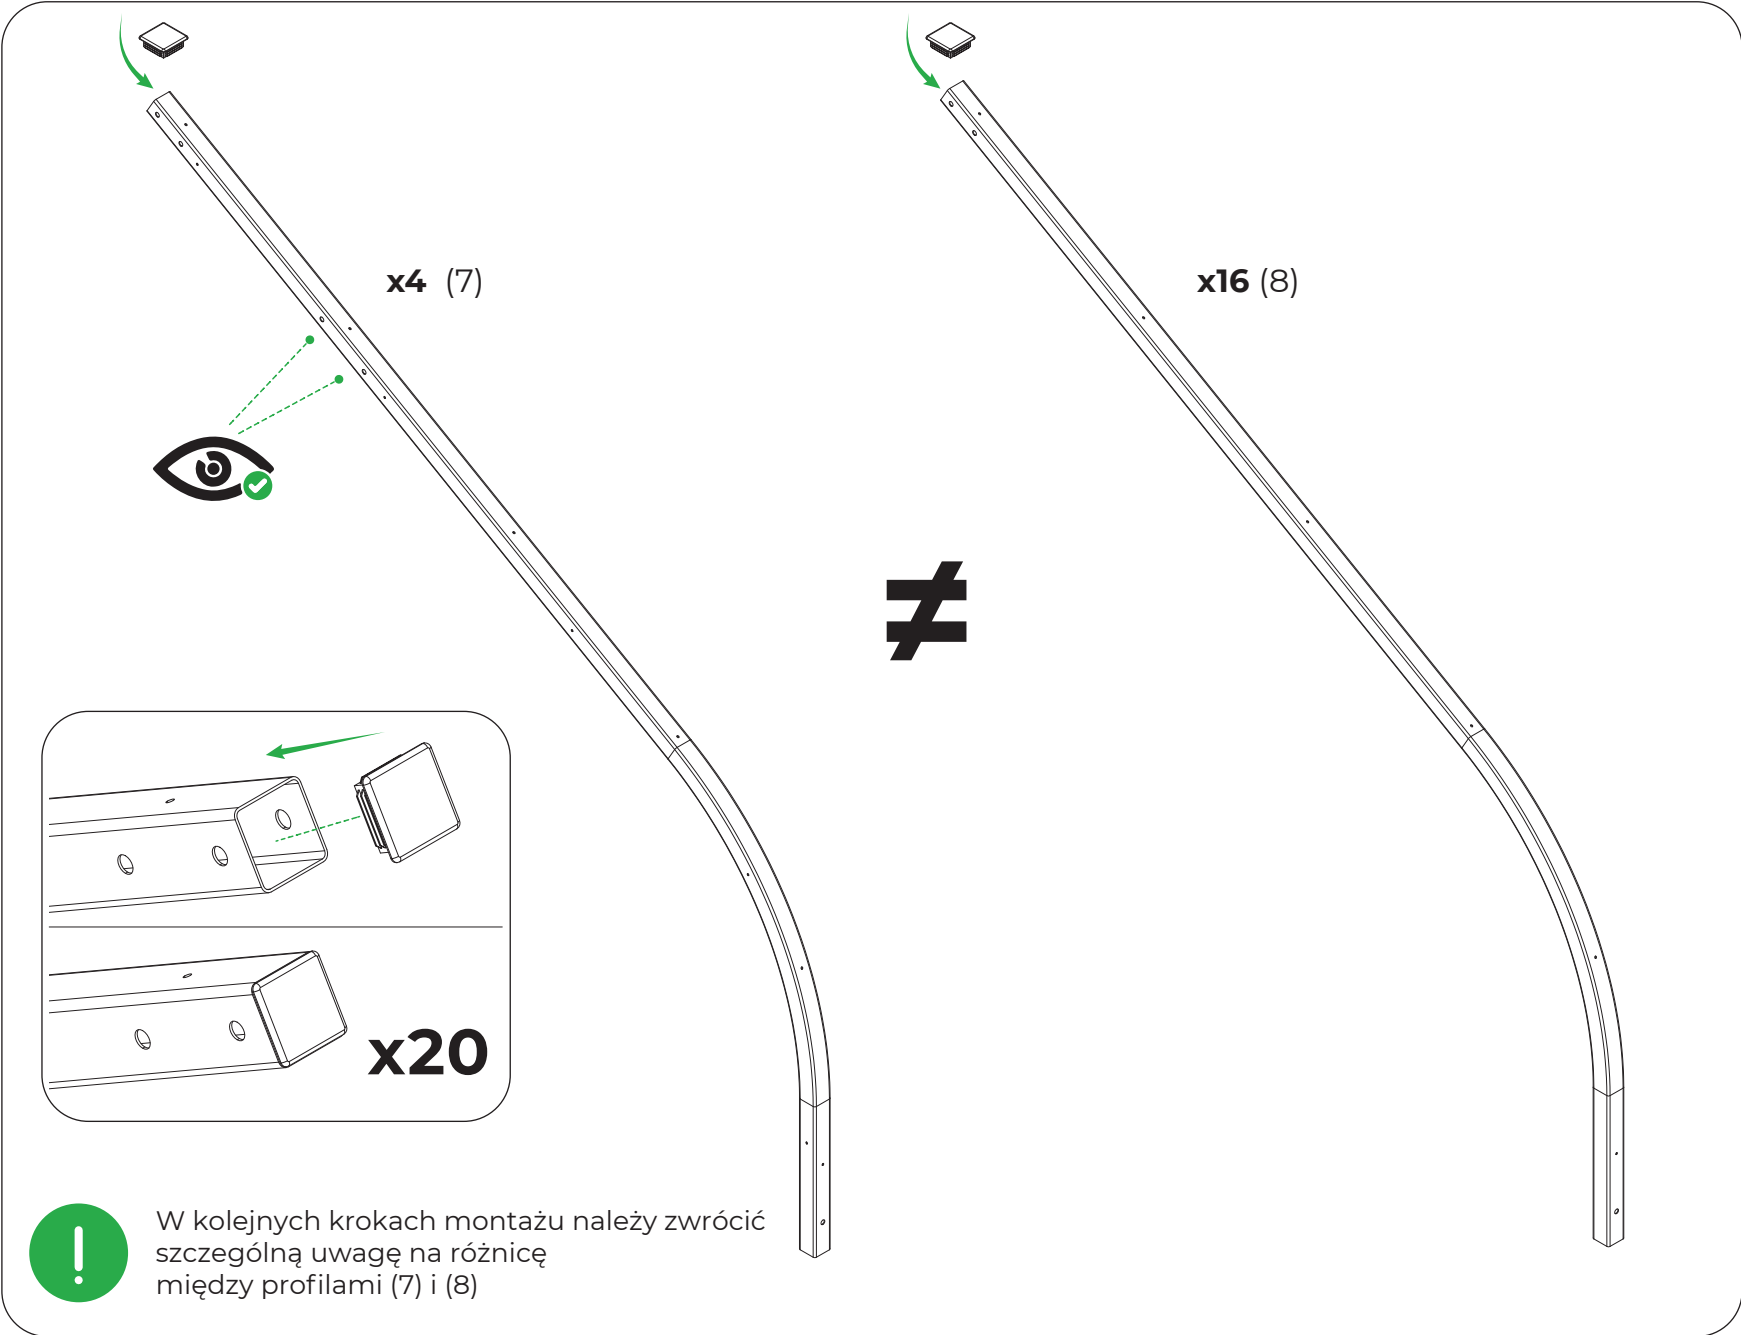 x4 (7)
x16 (8)
≠
x20
!
W kolejnych krokach montażu należy zwrócić
szczególną uwagę na różnicę
między profilami (7) i (8)